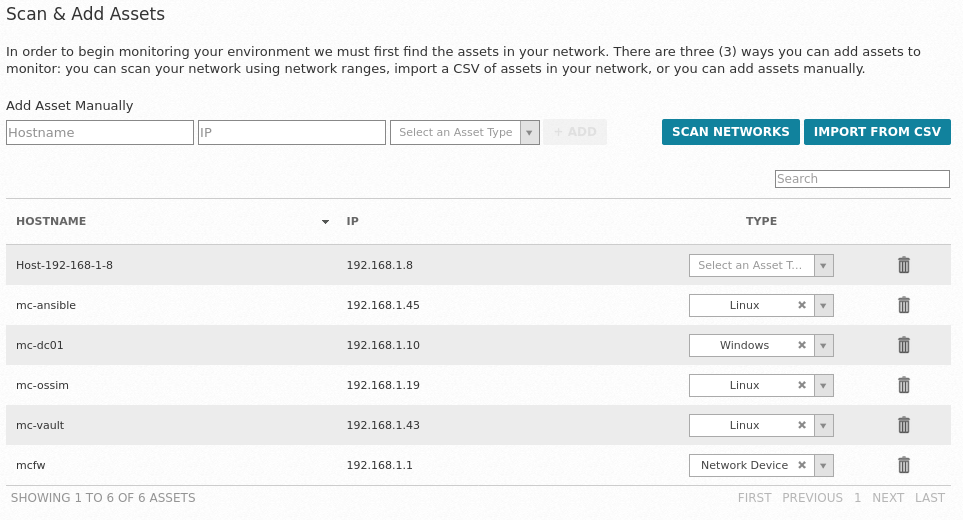 Scan & Add Assets
In order to begin monitoring your environment we must first find the assets in your network. There are three (3) ways you can add assets to
monitor: you can scan your network using network ranges, import a CSV of assets in your network, or you can add assets manually.
Add Asset Manually
Hostname IP Select an Asset Type + ADD SCAN NETWORKS IMPORT FROM CSV
Search
HOSTNAME IP TYPE
Host-192-168-1-8 192.168.1.8 Select an Asset T...
mc-ansible 192.168.1.45 Linux
mc-dc01 192.168.1.10 Windows
mc-ossim 192.168.1.19 Linux
mc-vault 192.168.1.43 Linux
mcfw 192.168.1.1 Network Device
SHOWING 1 TO 6 OF 6 ASSETS FIRST PREVIOUS 1 NEXT LAST